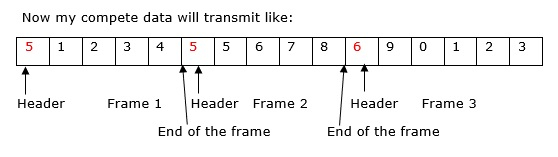 Now my compete data will transmit like:
5 1 2 3 4 5 5 6 7 8 6 9 0 1 2 3
Header Frame 1 Header Frame 2 Header Frame 3
End of the frame End of the frame